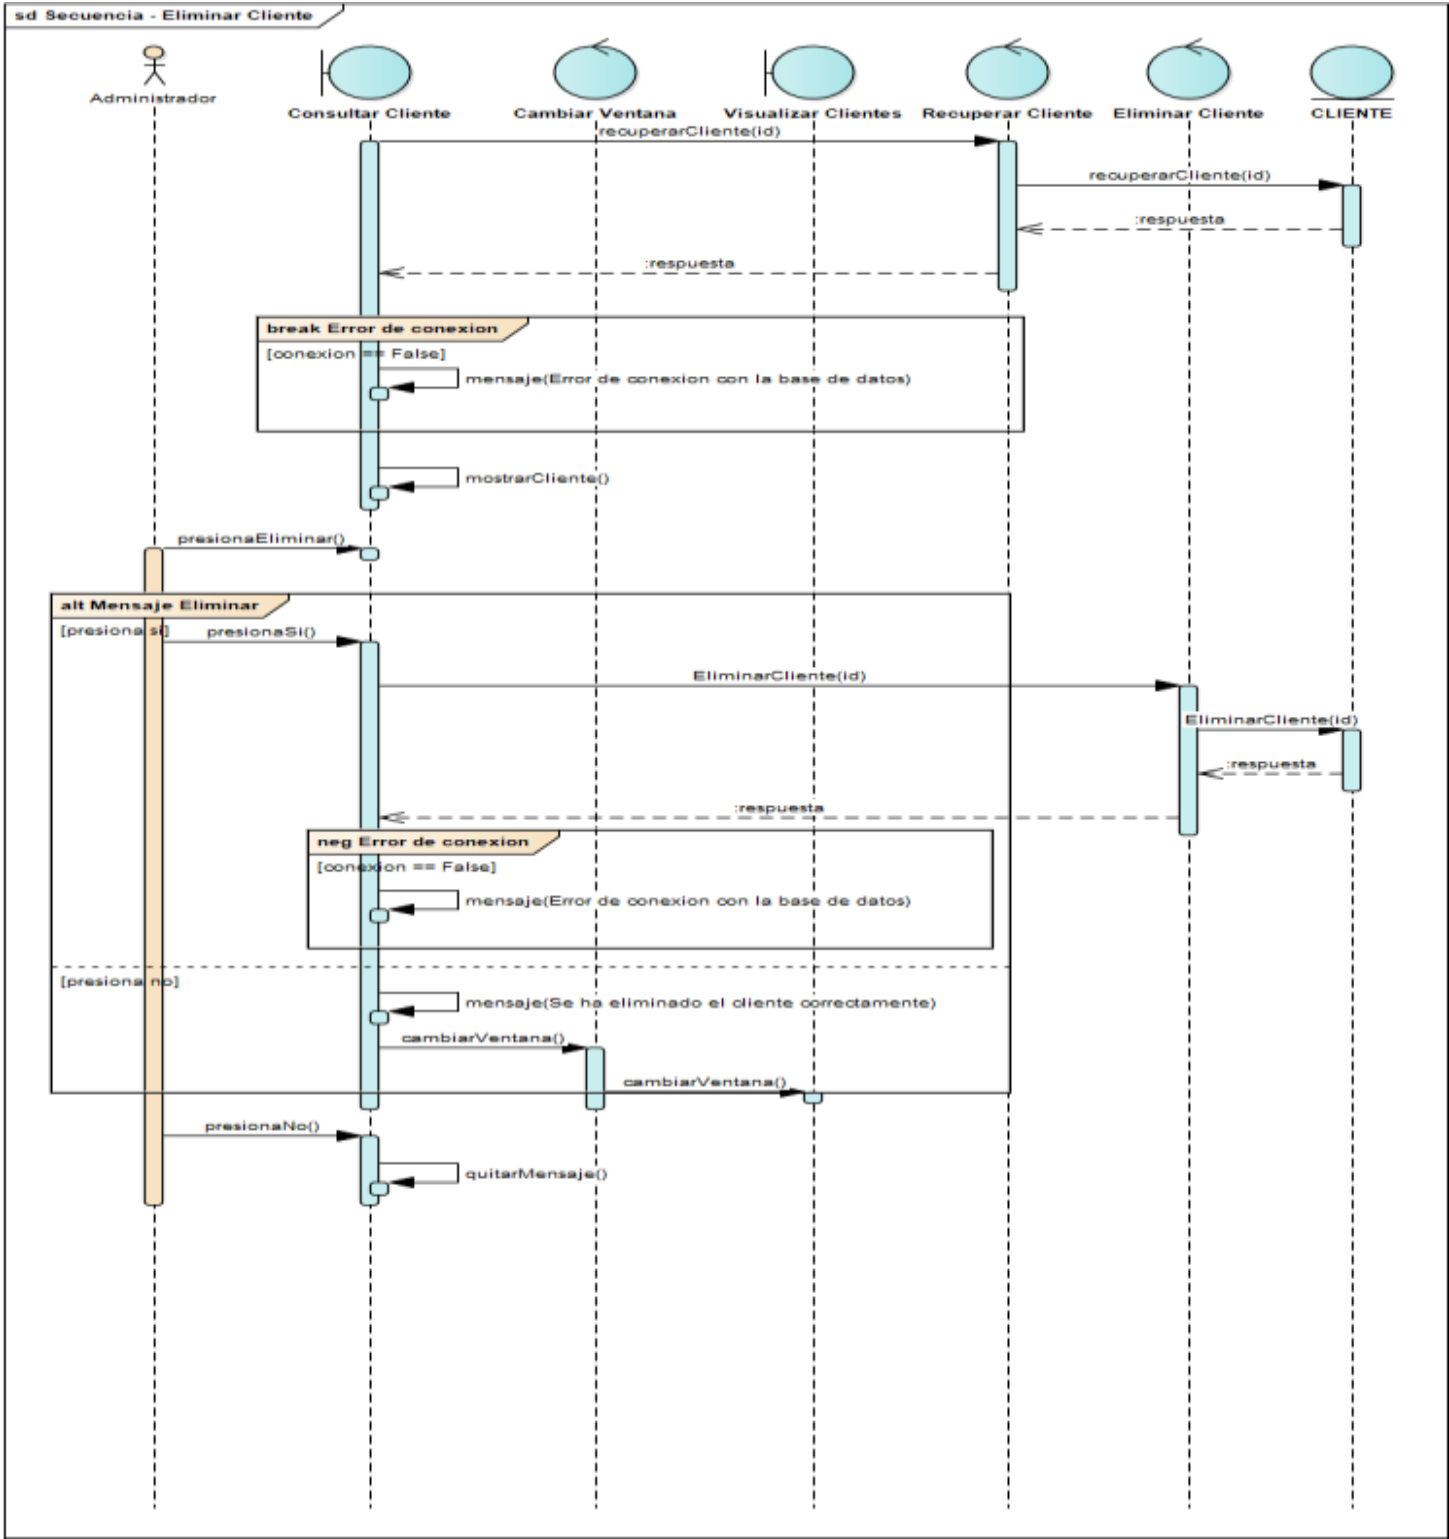 sd Secuencia - Eliminar Cliente
Administrador
Consultar Cliente
Cambiar Ventana
Visualizar Clientes
Recuperar Cliente
Eliminar Cliente
CLIENTE
recuperarCliente(id)
recuperarCliente(id)
:respuesta
:respuesta
break Error de conexion
[conexion == False]
mensaje(Error de conexion con la base de datos)
mostrarCliente()
presionaEliminar()
alt Mensaje Eliminar
[presiona si]
presionaSi()
EliminarCliente(id)
EliminarCliente(id)
:respuesta
:respuesta
neg Error de conexion
[conexion == False]
mensaje(Error de conexion con la base de datos)
[presiona no]
mensaje(Se ha eliminado el cliente correctamente)
cambiarVentana()
cambiarVentana()
presionaNo()
quitarMensaje()